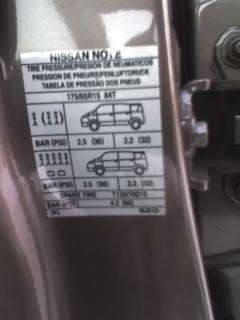 NISSAN NOTE
TIRE PRESSURE/PRESION DE NEUMATICOS
PRESSION DE PNEU/REIFENLUFTDRUCK
TABELA DE PRESSÃO DOS PNEUS
175/65R15 84T
BAR (PSI) 2.5 (36) 2.2 (32)
BAR (PSI) 2.5 (36) 2.2 (32)
SPARE TIRE T125/70D15
BAR (PSI) 4.2 (60)